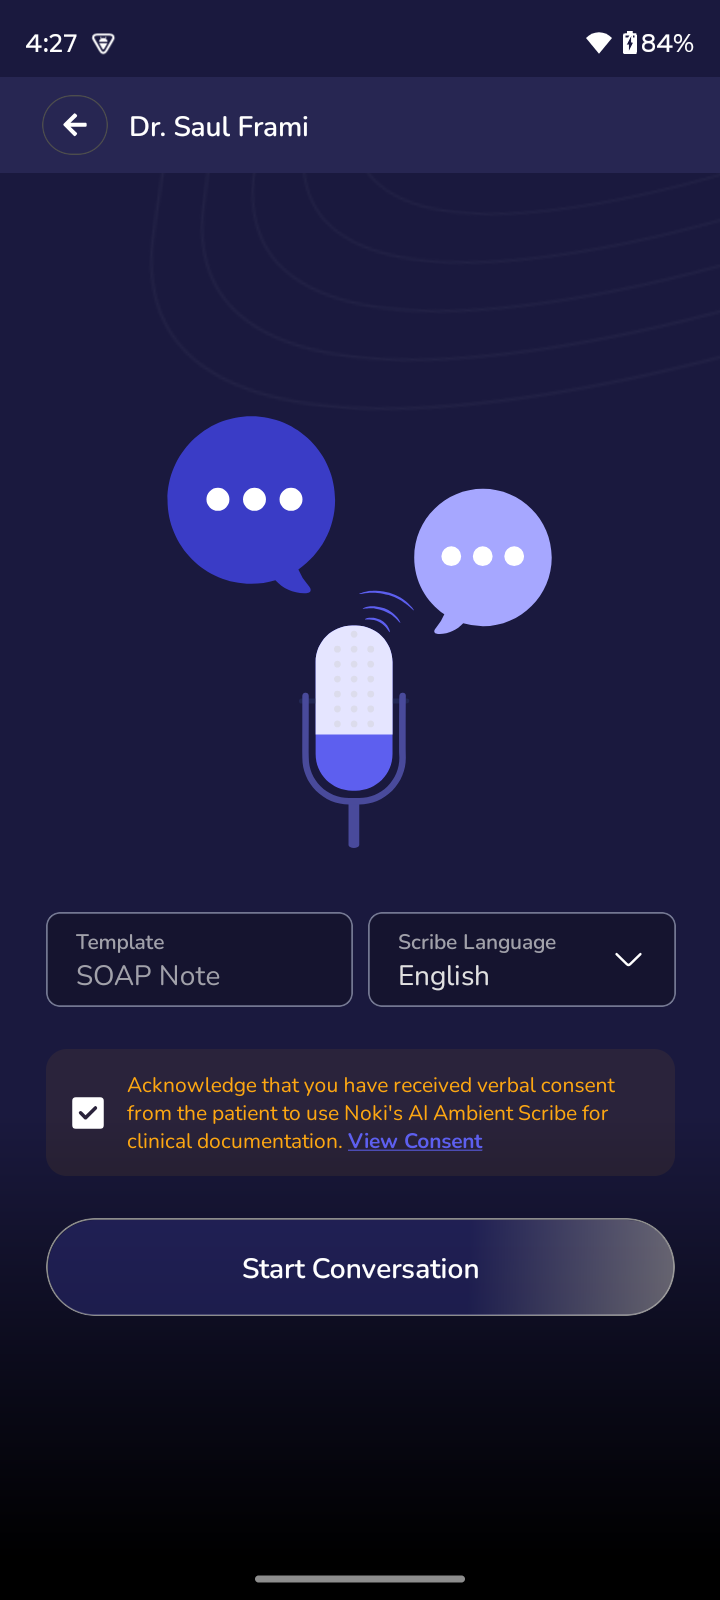 4:27
84%
Dr. Saul Frami
Template
SOAP Note
Scribe Language
English
Acknowledge that you have received verbal consent
from the patient to use Noki's AI Ambient Scribe for
clinical documentation. View Consent
Start Conversation